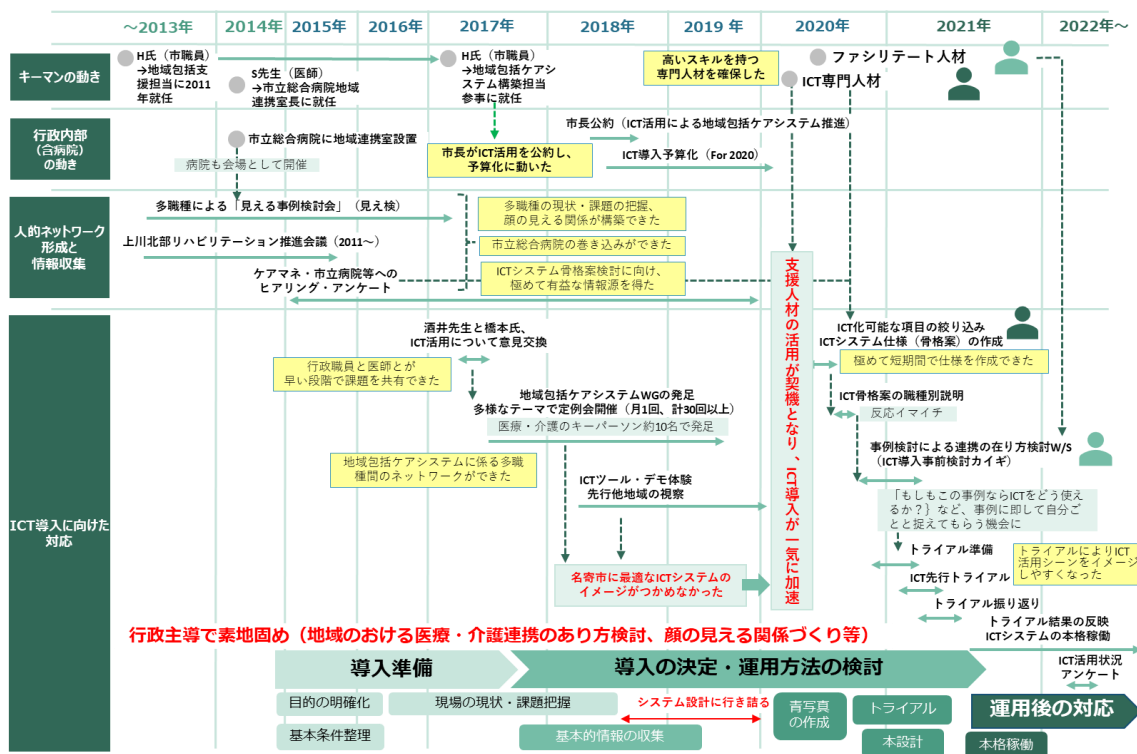 ～2013年
2014年
2015年
2016年
2017年
2018年
2019 年
2020年
2021年
2022年～
キーマンの動き
H氏（市職員）
→地域包括支
援担当に2011
年就任
S先生（医師）
→市立総合病院地域
連携室長に就任
H氏（市職員）
→地域包括ケアシ
ステム構築担当
参事に就任
高いスキルを持つ
専門人材を確保した
ファシリテート人材
ICT専門人材
行政内部
（含病院）
の動き
市立総合病院に地域連携室設置
病院も会場として開催
市長がICT活用を公約し、
予算化に動いた
市長公約（ICT活用による地域包括ケアシステム推進）
ICT導入予算化（For 2020）
人的ネットワーク
形成と
情報収集
多職種による「見える事例検討会」（見え検）
上川北部リハビリテーション推進会議（2011～）
ケアマネ・市立病院等への
ヒアリング・アンケート
多職種の現状・課題の把握、
顔の見える関係が構築できた
市立総合病院の巻き込みができた
ICTシステム骨格案検討に向け、
極めて有益な情報源を得た
支援人材の活用が契機となり、ICT導入が一気に加速
ICT導入に向けた
対応
酒井先生と橋本氏、
ICT活用について意見交換
行政職員と医師とが
早い段階で課題を共有できた
地域包括ケアシステムWGの発足
多様なテーマで定例会開催（月1回、計30回以上）
医療・介護のキーパーソン約10名で発足
地域包括ケアシステムに係る多職
種間のネットワークができた
ICTツール・デモ体験
先行他地域の視察
名寄市に最適なICTシステムの
イメージがつかめなかった
ICT化可能な項目の絞り込み
ICTシステム仕様（骨格案）の作成
極めて短期間で仕様を作成できた
ICT骨格案の職種別説明
反応イマイチ
事例検討による連携の在り方検討W/S
（ICT導入事前検討カイギ）
「もしもこの事例ならICTをどう使え
るか？｝など、事例に即して自分ご
とと捉えてもらう機会に
トライアル準備
トライアルによりICT
活用シーンをイメージ
しやすくなった
ICT先行トライアル
トライアル振り返り
トライアル結果の反映
ICTシステムの本格稼働
ICT活用状況
アンケート
行政主導で素地固め（地域のおける医療・介護連携のあり方検討、顔の見える関係づくり等）
導入準備
導入の決定・運用方法の検討
運用後の対応
目的の明確化
基本条件整理
現場の現状・課題把握
基本的情報の収集
システム設計に行き詰る
青写真
の作成
トライアル
本設計
本格稼働